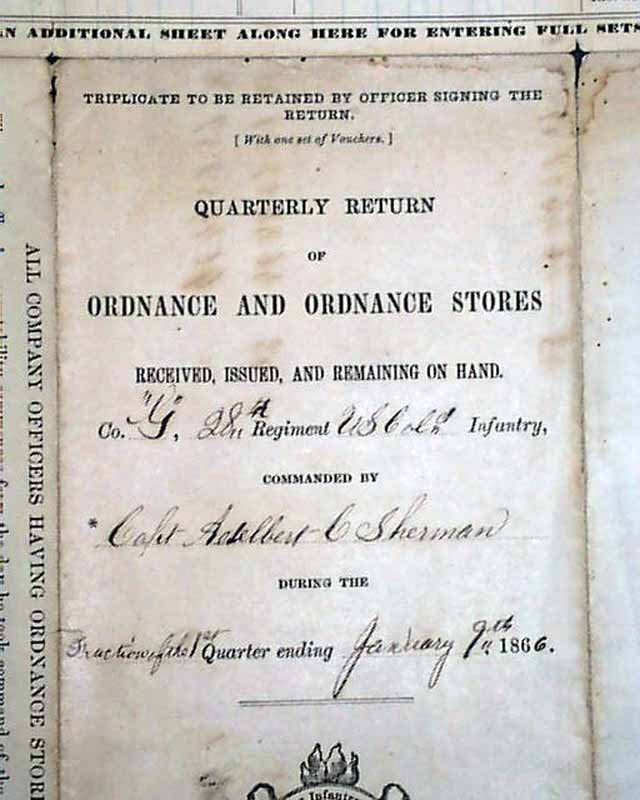 N ADDITIONAL SHEET ALONG HERE FOR ENTERING FULL SETS
TRIPLICATE TO BE RETAINED BY OFFICER SIGNING THE
RETURN.
[ With one set of Vouchers. ]
QUARTERLY RETURN
OF
ORDNANCE AND ORDNANCE STORES
RECEIVED, ISSUED, AND REMAINING ON HAND.
Co. "G", 28th Regiment US Cold Infantry,
COMMANDED BY
* Capt Adelbert C Sherman
DURING THE
Fraction of the 1st Quarter ending January 9th 1866.
Infantry
ALL COMPANY OFFICERS HAVING ORDNANCE STORE